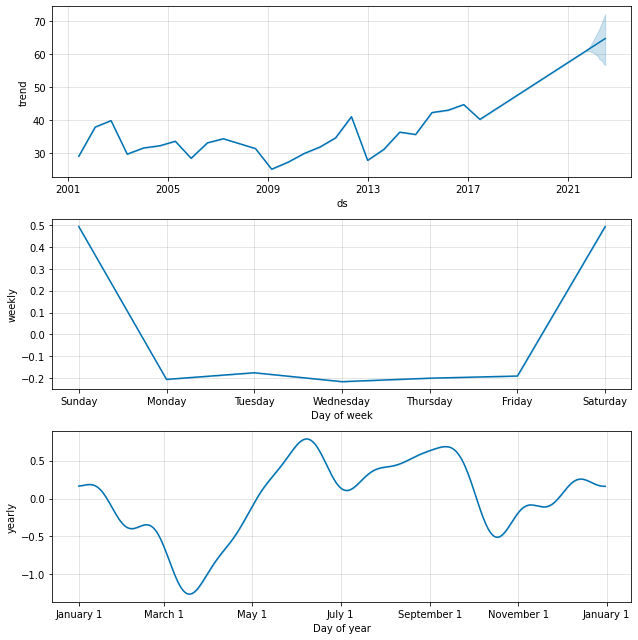 70
60
50
40
30
trend
2001
2005
2009
2013
2017
2021
ds
0.5
0.4
0.3
0.2
0.1
0.0
−0.1
−0.2
weekly
Sunday
Monday
Tuesday
Wednesday
Thursday
Friday
Saturday
Day of week
0.5
0.0
−0.5
−1.0
yearly
January 1
March 1
May 1
July 1
September 1
November 1
January 1
Day of year